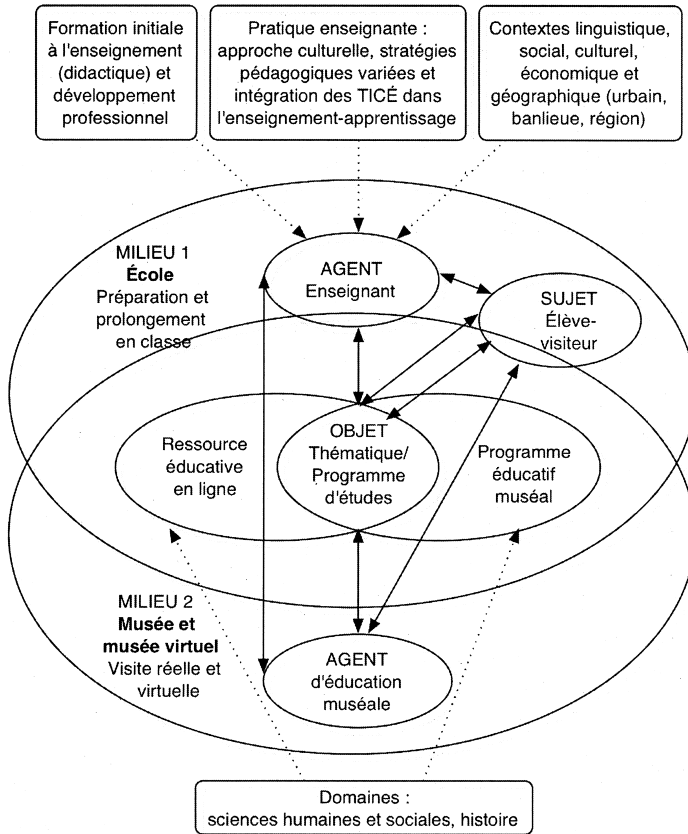 Formation initiale
à l'enseignement
(didactique) et
développement
professionnel
Pratique enseignante :
approche culturelle, stratégies
pédagogiques variées et
intégration des TICÉ dans
l'enseignement-apprentissage
Contextes linguistique,
social, culturel,
économique et
géographique (urbain,
banlieue, région)
MILIEU 1
École
Préparation et
prolongement
en classe
AGENT
Enseignant
SUJET
Élève-
visiteur
Ressource
éducative
en ligne
OBJET
Thématique/
Programme
d'études
Programme
éducatif
muséal
MILIEU 2
Musée et
musée virtuel
Visite réelle et
virtuelle
AGENT
d'éducation
muséale
Domaines :
sciences humaines et sociales, histoire